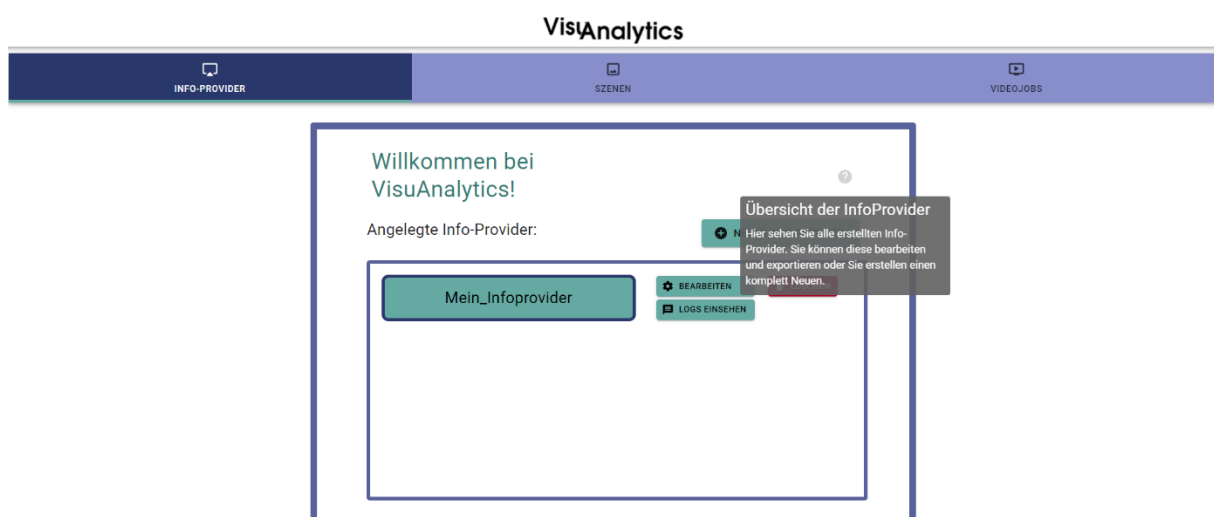 VisuAnalytics
INFO-PROVIDER
SZENEN
VIDEOJOBS
Willkommen bei
VisuAnalytics!
Angelegte Info-Provider:
Übersicht der InfoProvider
Hier sehen Sie alle erstellten Info-
Provider. Sie können diese bearbeiten
und exportieren oder Sie erstellen einen
komplett Neuen.
Mein_Infoprovider
BEARBEITEN
LOGS EINSEHEN